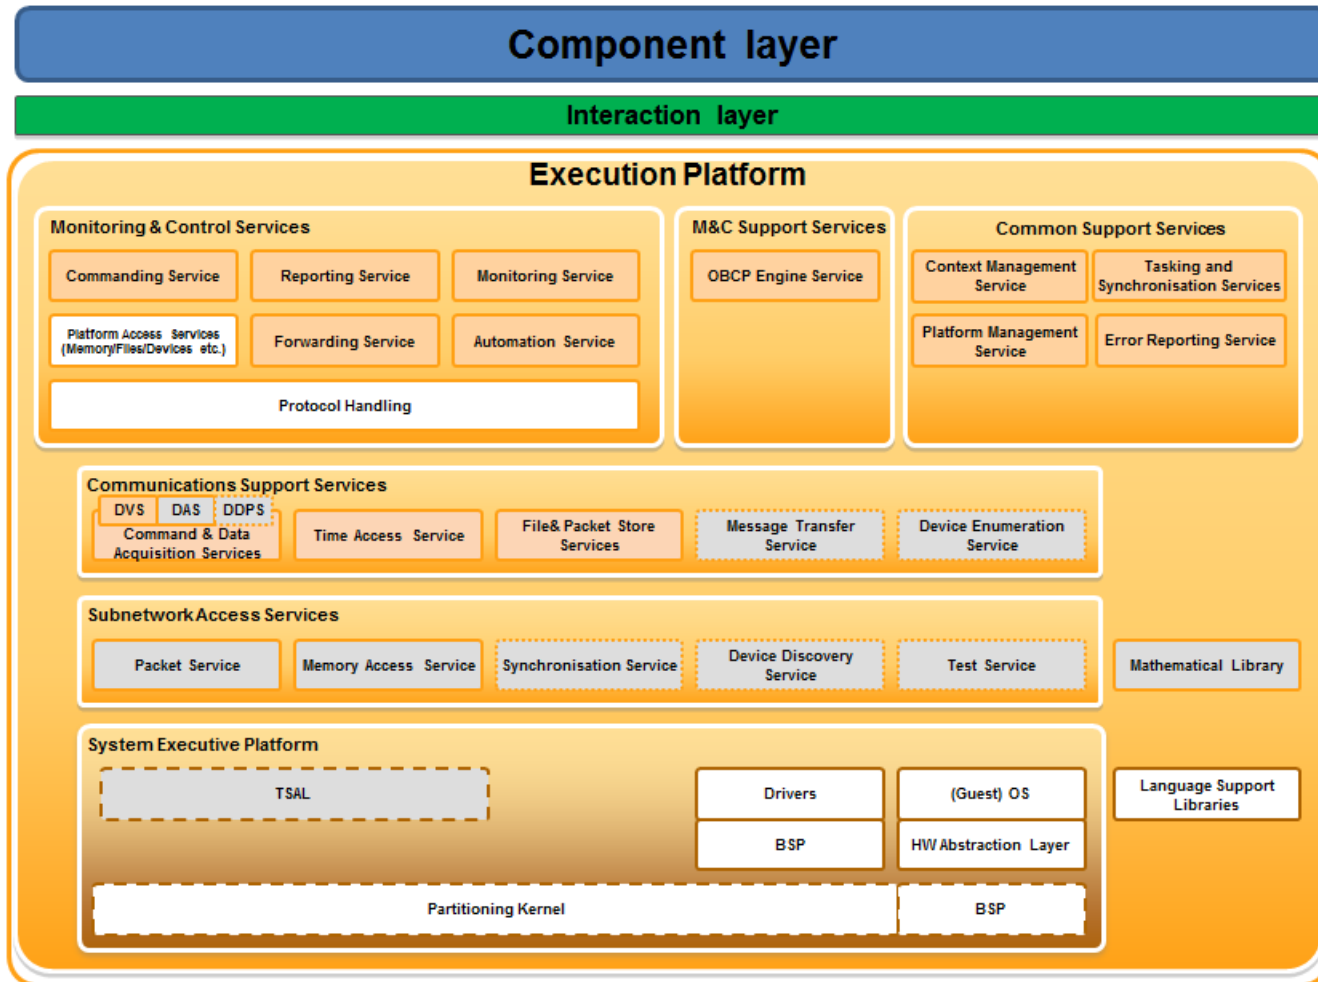 Component layer
Interaction layer
Execution Platform
Monitoring & Control Services
Commanding Service
Reporting Service
Monitoring Service
Platform Access Services
(Memory/Files/Devices etc.)
Forwarding Service
Automation Service
Protocol Handling
M&C Support Services
OBCP Engine Service
Common Support Services
Context Management
Service
Tasking and
Synchronisation Services
Platform Management
Service
Error Reporting Service
Communications Support Services
DVS
DAS
DDPS
Command & Data
Acquisition Services
Time Access Service
File& Packet Store
Services
Message Transfer
Service
Device Enumeration
Service
Subnetwork Access Services
Packet Service
Memory Access Service
Synchronisation Service
Device Discovery
Service
Test Service
Mathematical Library
System Executive Platform
TSAL
Drivers
(Guest) OS
Language Support
Libraries
BSP
HW Abstraction Layer
Partitioning Kernel
BSP